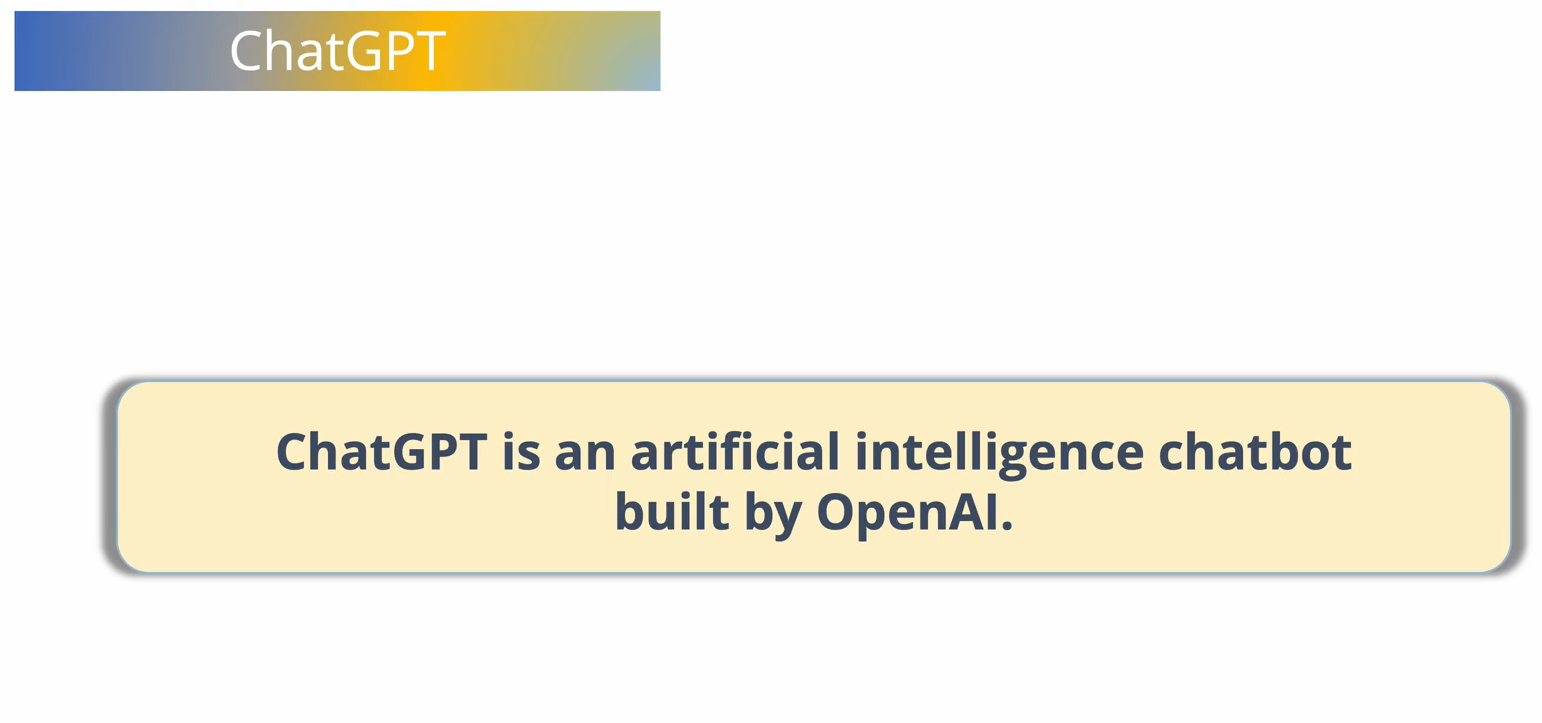 ChatGPT
ChatGPT is an artificial intelligence chatbot
built by OpenAI.